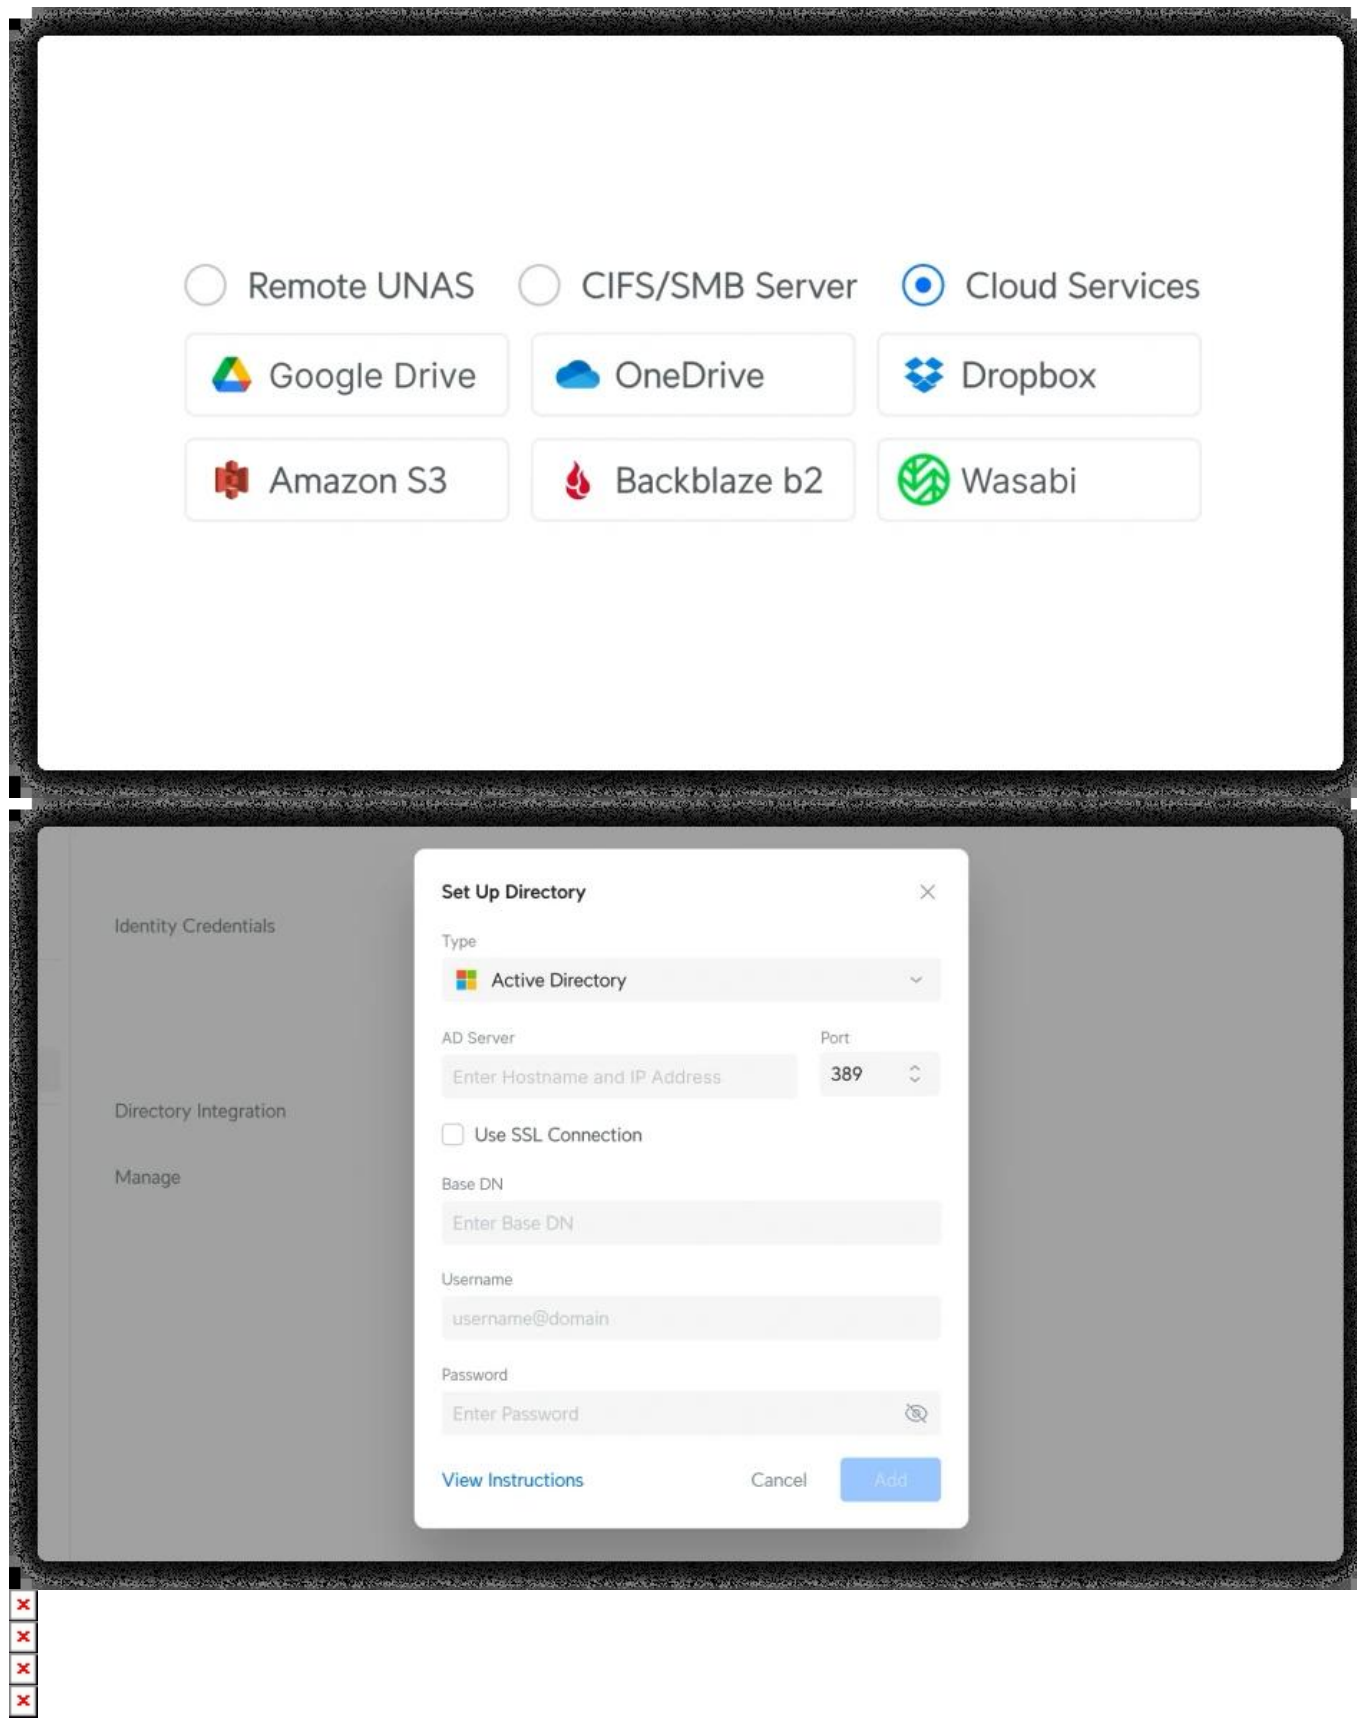 Remote UNAS CIFS/SMB Server Cloud Services
Google Drive OneDrive Dropbox
Amazon S3 Backblaze b2 Wasabi
Set Up Directory
Identity Credentials
Type
Active Directory
AD Server Port
Enter Hostname and IP Address 389
Directory Integration
Use SSL Connection
Manage
Base DN
Enter Base DN
Username
username@domain
Password
Enter Password
View Instructions Cancel Add